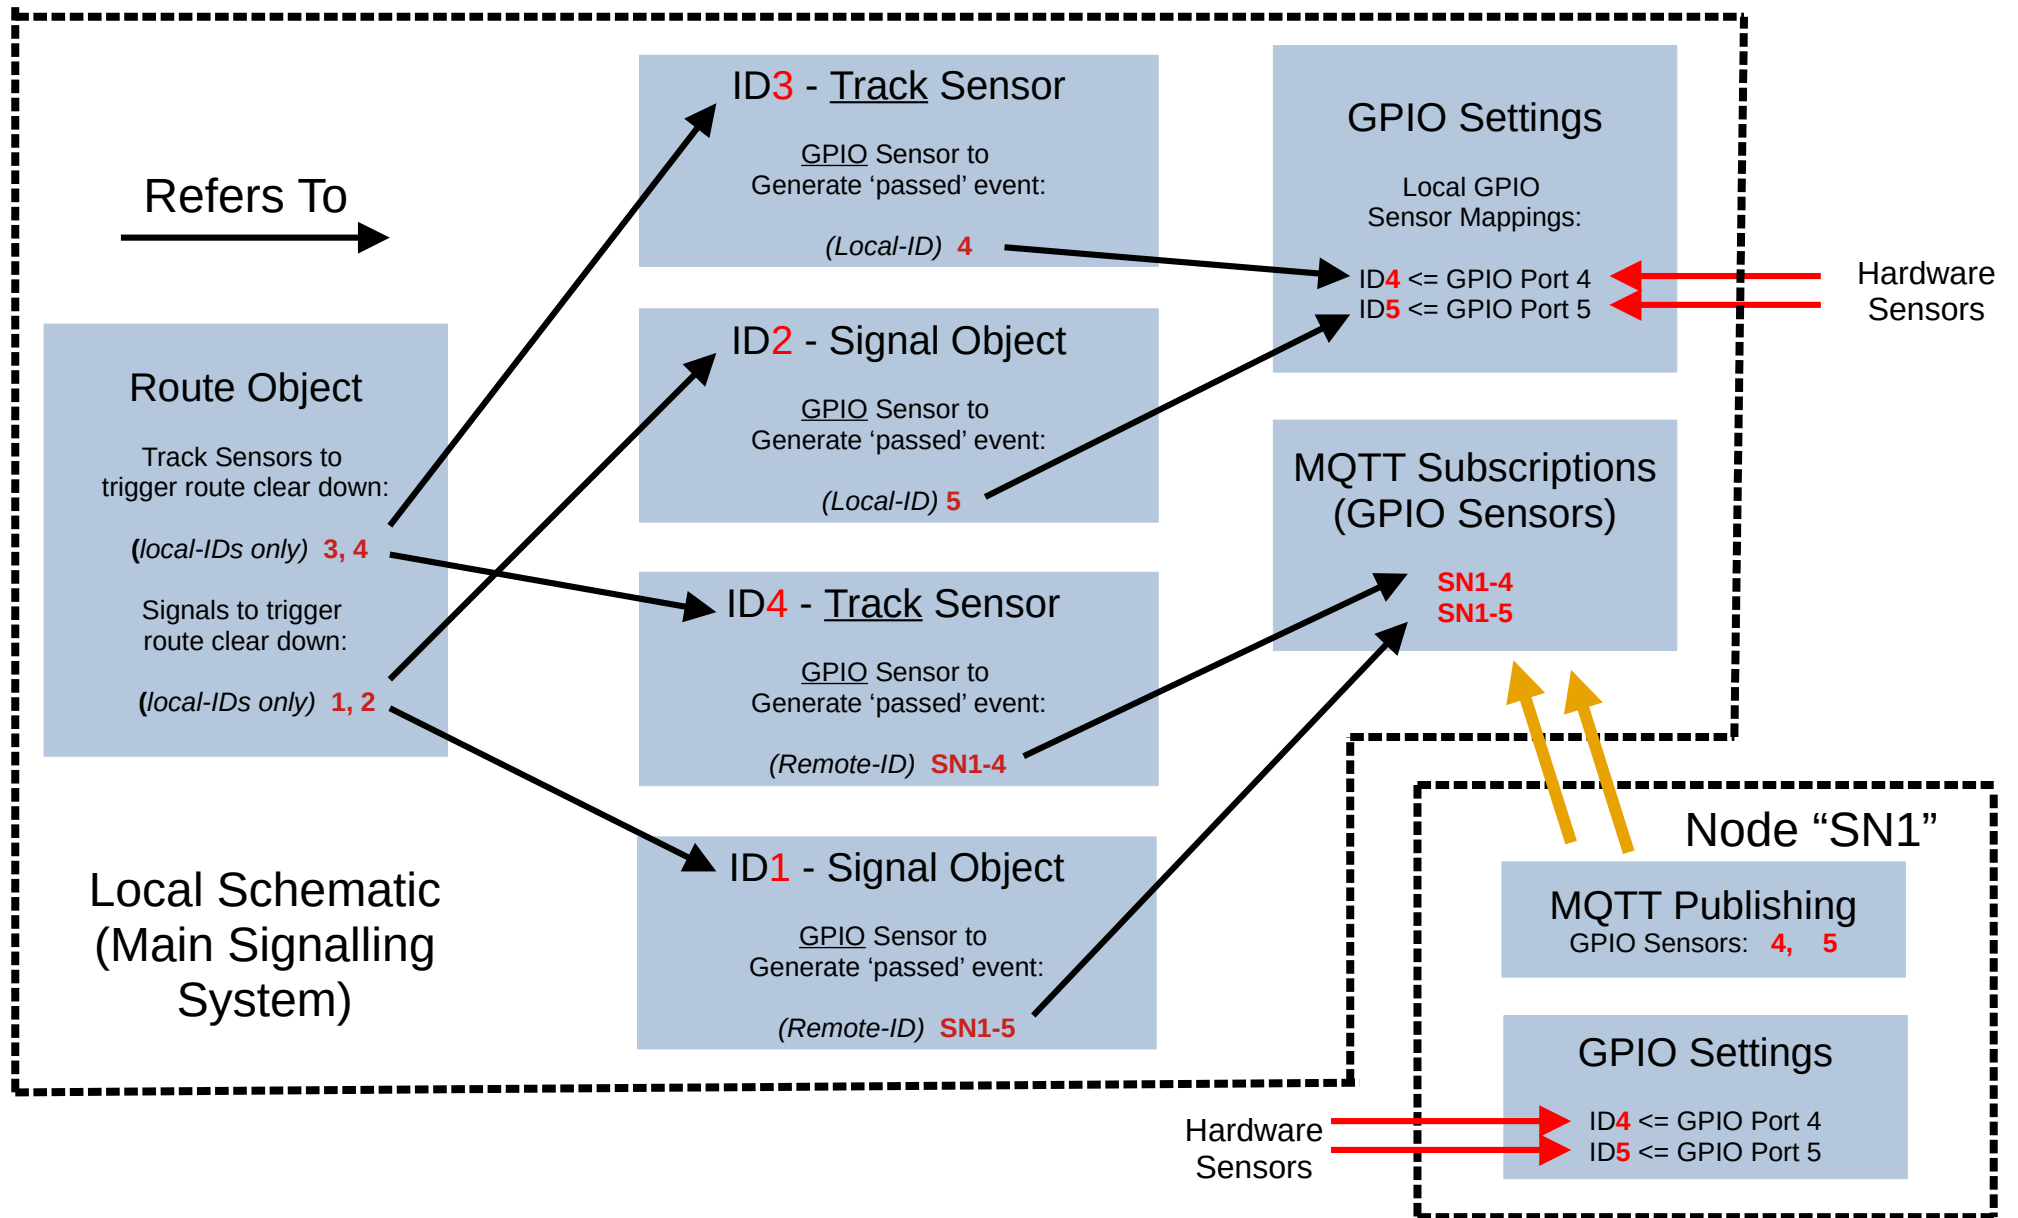 Refers To
Route Object
Track Sensors to
trigger route clear down:
(local-IDs only) 3, 4
Signals to trigger
route clear down:
(local-IDs only) 1, 2
Local Schematic
(Main Signalling
System)
ID3 - Track Sensor
GPIO Sensor to
Generate ‘passed’ event:
(Local-ID) 4
ID2 - Signal Object
GPIO Sensor to
Generate ‘passed’ event:
(Local-ID) 5
ID4 - Track Sensor
GPIO Sensor to
Generate ‘passed’ event:
(Remote-ID) SN1-4
ID1 - Signal Object
GPIO Sensor to
Generate ‘passed’ event:
(Remote-ID) SN1-5
GPIO Settings
Local GPIO
Sensor Mappings:
ID4 <= GPIO Port 4
ID5 <= GPIO Port 5
Hardware
Sensors
MQTT Subscriptions
(GPIO Sensors)
SN1-4
SN1-5
Node “SN1”
MQTT Publishing
GPIO Sensors: 4, 5
GPIO Settings
ID4 <= GPIO Port 4
ID5 <= GPIO Port 5
Hardware
Sensors